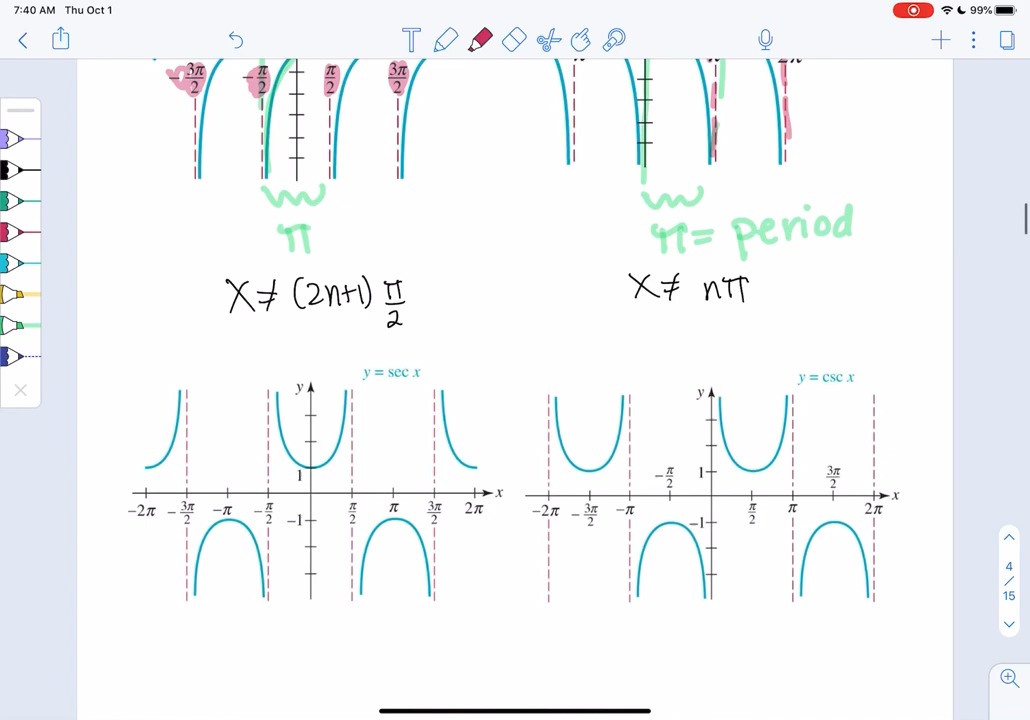 7:40 AM Thu Oct 1
99%
T
- 3π/2 - π/2 π/2 3π/2
π
π = period
x ≠ (2n+1) π/2
x ≠ nπ
y = sec x
y
1
-1
x
-2π - 3π/2 -π - π/2 π/2 π 3π/2 2π
y = csc x
y
- π/2 1 3π/2
-1
x
-2π - 3π/2 -π π/2 π 2π
4
/
15